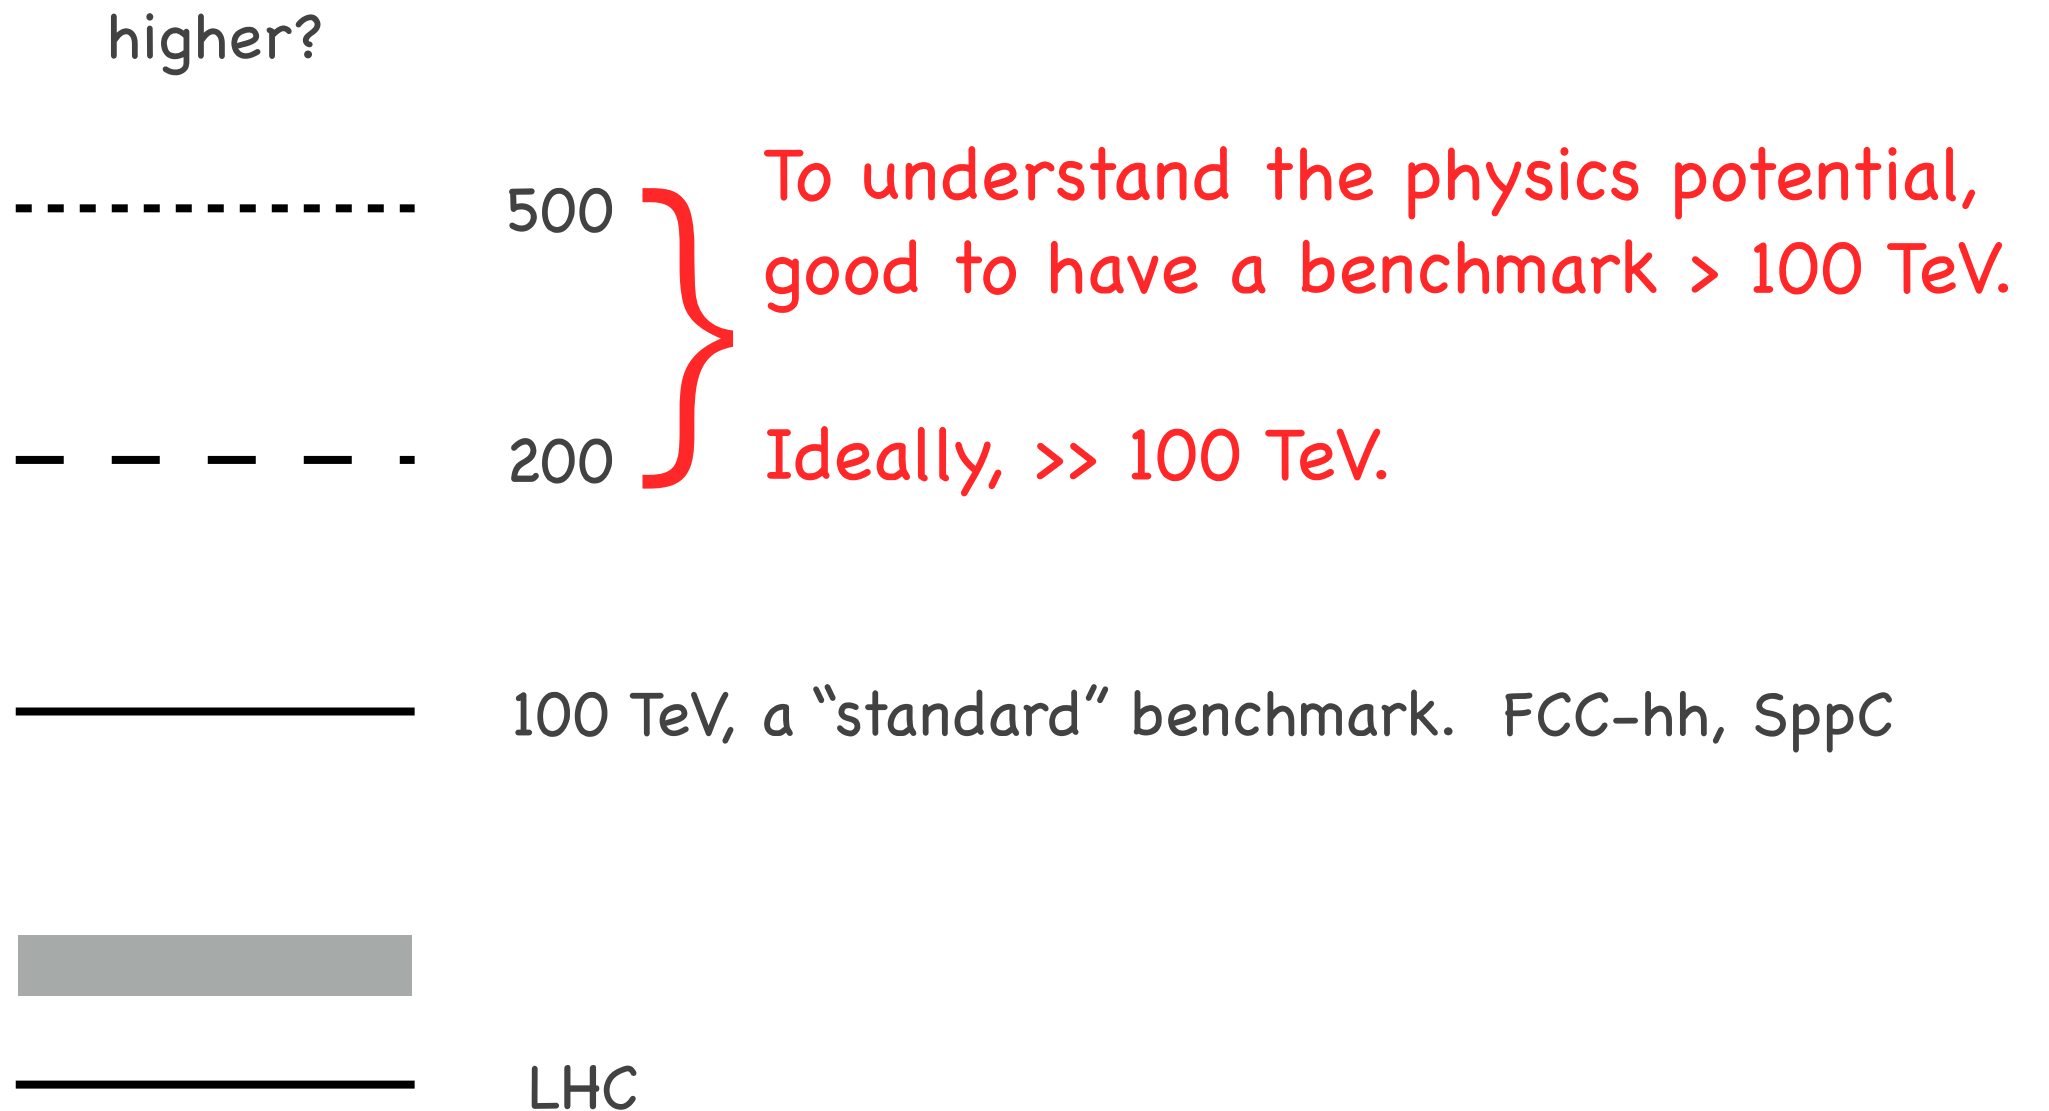 higher?
500
To understand the physics potential,
good to have a benchmark > 100 TeV.
200
Ideally, >> 100 TeV.
100 TeV, a “standard” benchmark. FCC-hh, SppC
LHC